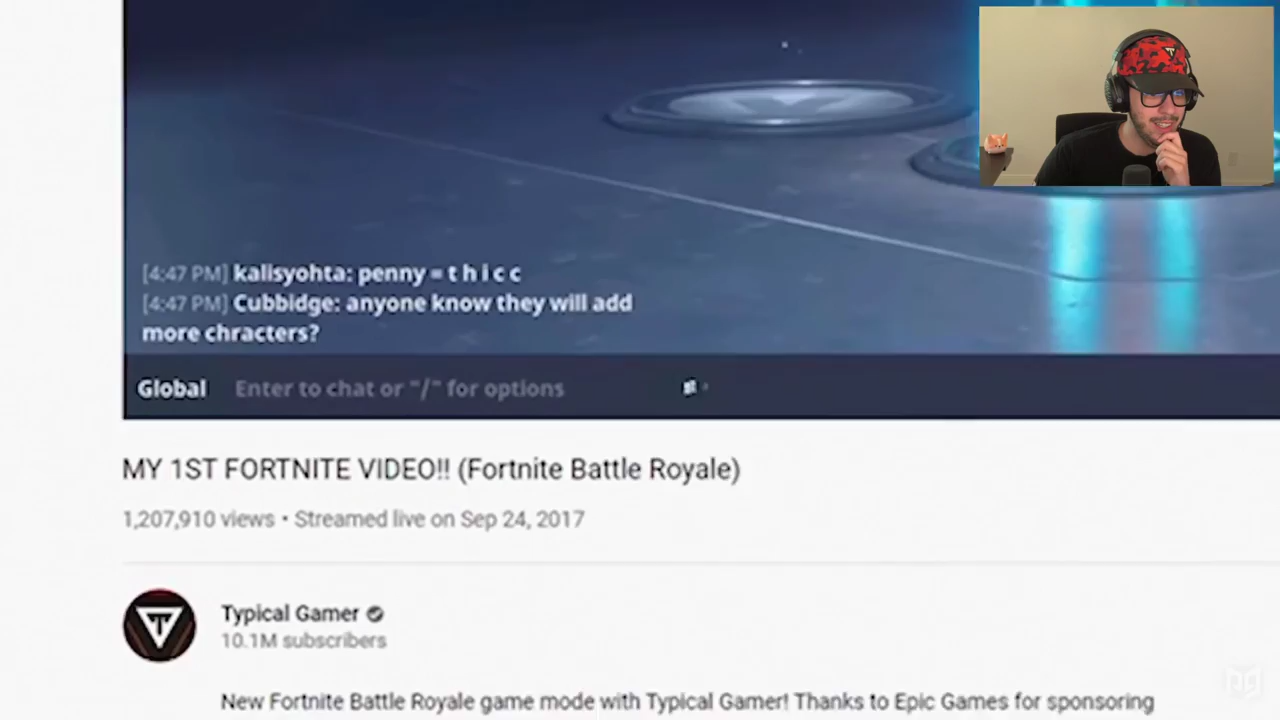 [4:47 PM] kalisyohta: penny = t h i c c
[4:47 PM] Cubbidge: anyone know they will add
more chracters?
Global Enter to chat or "/" for options
MY 1ST FORTNITE VIDEO!! (Fortnite Battle Royale)
1,207,910 views • Streamed live on Sep 24, 2017
Typical Gamer
10.1M subscribers
New Fortnite Battle Royale game mode with Typical Gamer! Thanks to Epic Games for sponsoring